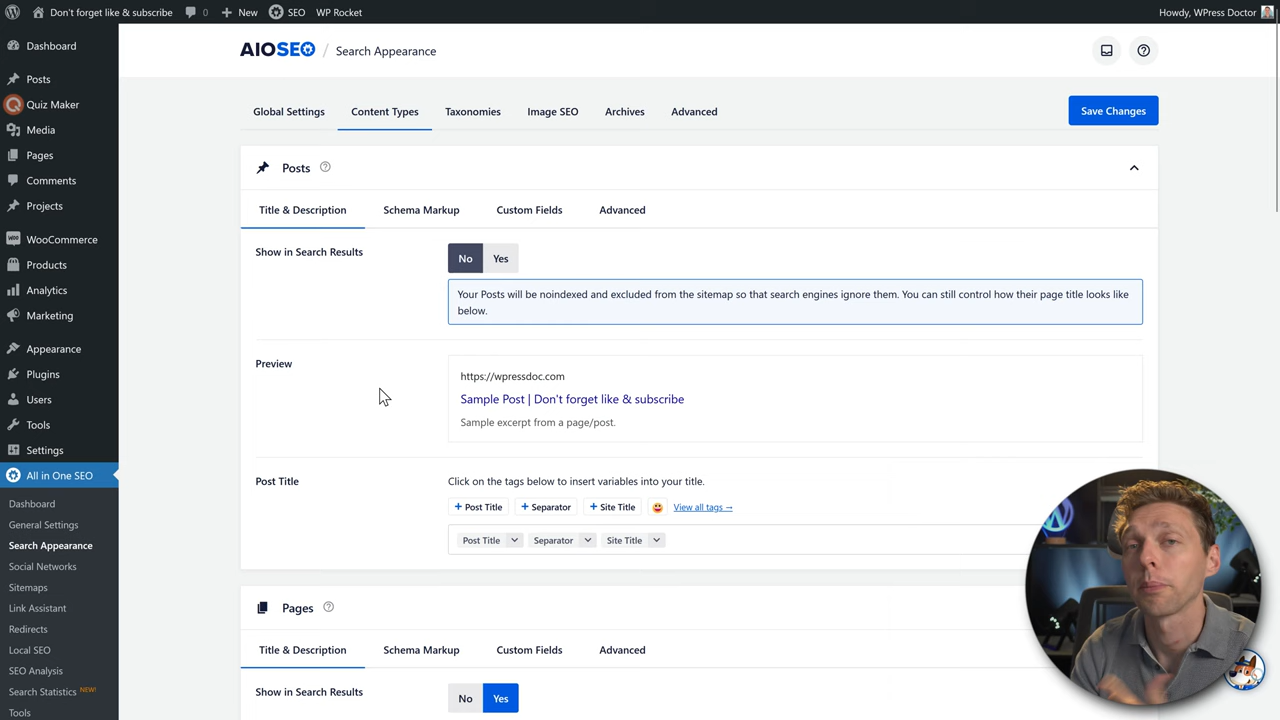 Don't forget like & subscribe
0
New
SEO
WP Rocket
Howdy, WPress Doctor
Dashboard
Posts
Quiz Maker
Media
Pages
Comments
Projects
WooCommerce
Products
Analytics
Marketing
Appearance
Plugins
Users
Tools
Settings
All in One SEO
Dashboard
General Settings
Search Appearance
Social Networks
Sitemaps
Link Assistant
Redirects
Local SEO
SEO Analysis
Search Statistics NEW!
Tools
AIOSEO / Search Appearance
Global Settings
Content Types
Taxonomies
Image SEO
Archives
Advanced
Save Changes
Posts
Title & Description
Schema Markup
Custom Fields
Advanced
Show in Search Results
No
Yes
Your Posts will be noindexed and excluded from the sitemap so that search engines ignore them. You can still control how their page title looks like
below.
Preview
https://wpressdoc.com
Sample Post | Don't forget like & subscribe
Sample excerpt from a page/post.
Post Title
Click on the tags below to insert variables into your title.
+ Post Title
+ Separator
+ Site Title
View all tags →
Post Title
Separator
Site Title
Pages
Title & Description
Schema Markup
Custom Fields
Advanced
Show in Search Results
No
Yes